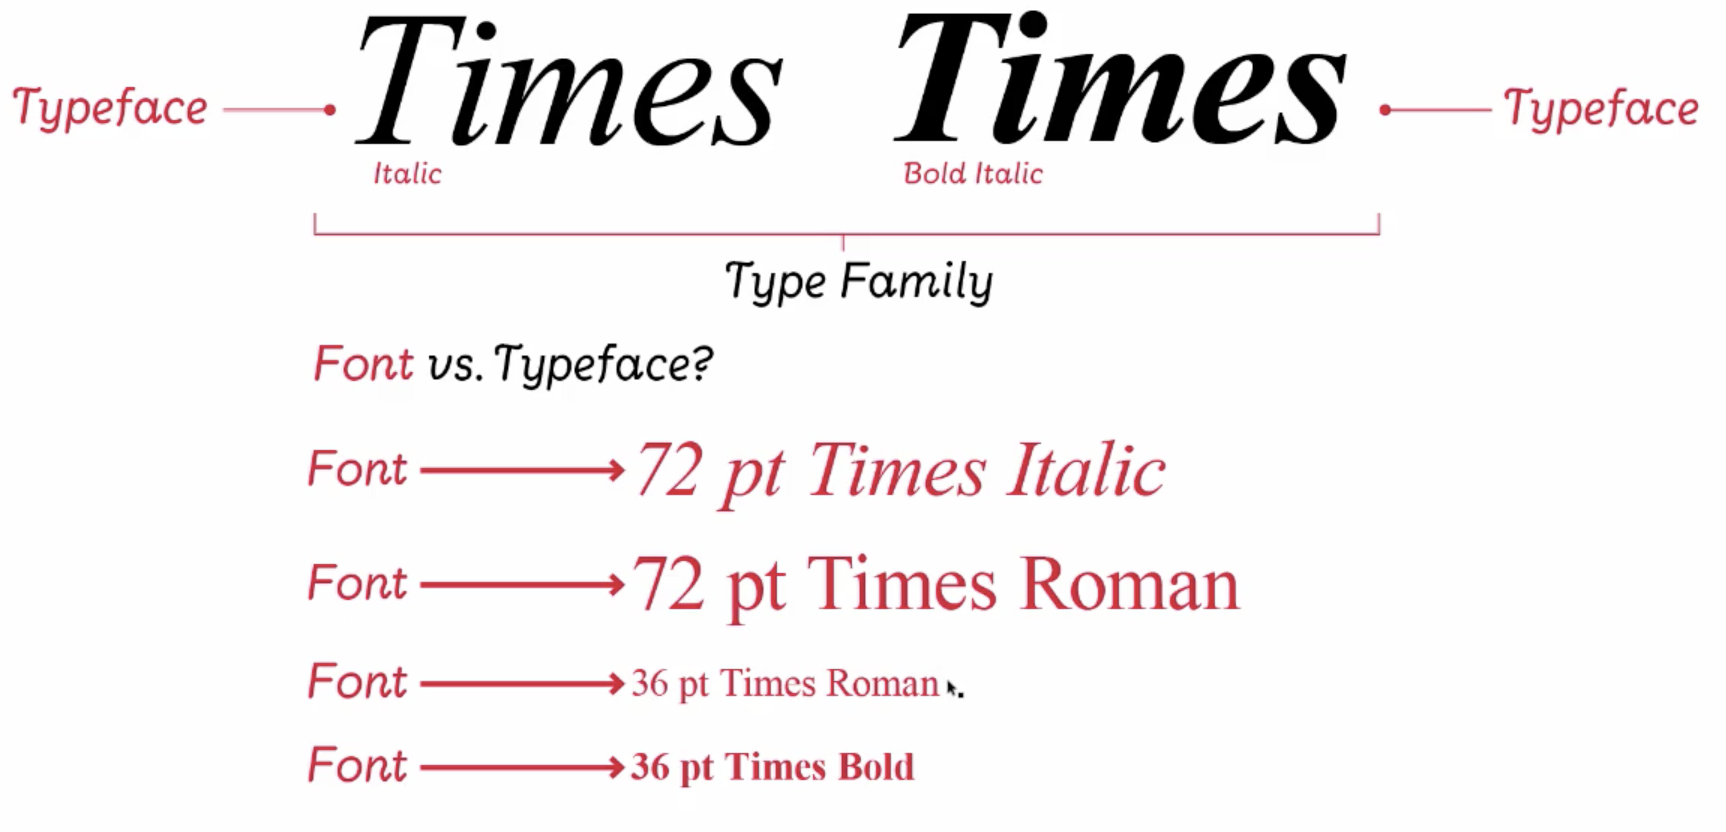 Typeface Times Times Typeface
Italic Bold Italic
Type Family
Font vs. Typeface?
Font 72 pt Times Italic
Font 72 pt Times Roman
Font 36 pt Times Roman .
Font 36 pt Times Bold